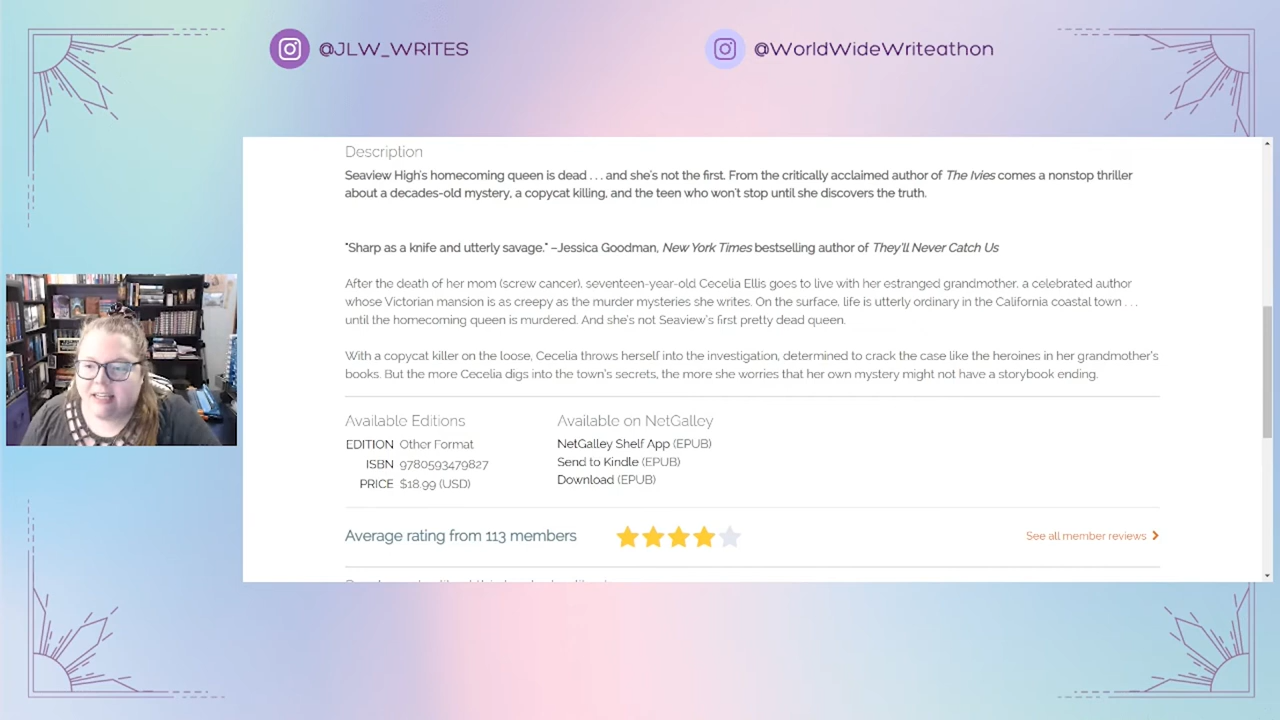 @JLW_WRITES
@WorldWideWriteathon
Description
Seaview High's homecoming queen is dead . . . and she's not the first. From the critically acclaimed author of The Ivies comes a nonstop thriller
about a decades-old mystery, a copycat killing, and the teen who won't stop until she discovers the truth.
"Sharp as a knife and utterly savage." –Jessica Goodman, New York Times bestselling author of They'll Never Catch Us
After the death of her mom (screw cancer), seventeen-year-old Cecelia Ellis goes to live with her estranged grandmother, a celebrated author
whose Victorian mansion is as creepy as the murder mysteries she writes. On the surface, life is utterly ordinary in the California coastal town . . .
until the homecoming queen is murdered. And she's not Seaview's first pretty dead queen.
With a copycat killer on the loose, Cecelia throws herself into the investigation, determined to crack the case like the heroines in her grandmother's
books. But the more Cecelia digs into the town's secrets, the more she worries that her own mystery might not have a storybook ending.
Available Editions
EDITION Other Format
ISBN 9780593479827
PRICE $18.99 (USD)
Available on NetGalley
NetGalley Shelf App (EPUB)
Send to Kindle (EPUB)
Download (EPUB)
Average rating from 113 members
See all member reviews